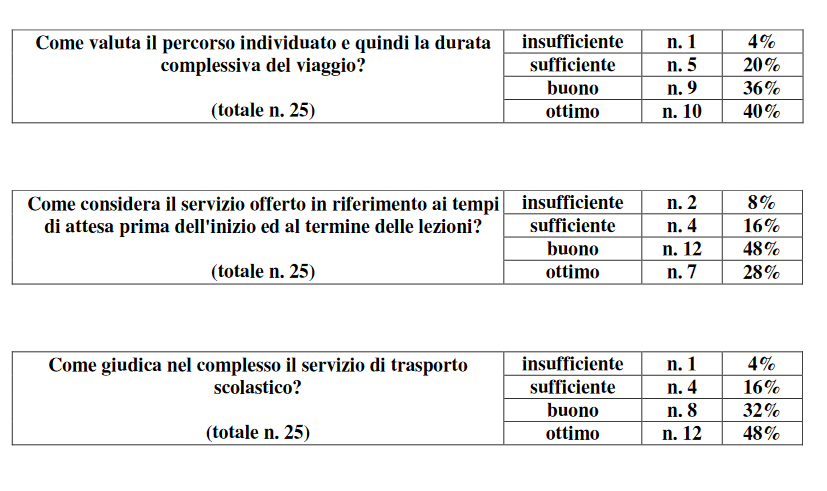 Come valuta il percorso individuato e quindi la durata
complessiva del viaggio?
(totale n. 25)
insufficiente n. 1 4%
sufficiente n. 5 20%
buono n. 9 36%
ottimo n. 10 40%
Come considera il servizio offerto in riferimento ai tempi
di attesa prima dell'inizio ed al termine delle lezioni?
(totale n. 25)
insufficiente n. 2 8%
sufficiente n. 4 16%
buono n. 12 48%
ottimo n. 7 28%
Come giudica nel complesso il servizio di trasporto
scolastico?
(totale n. 25)
insufficiente n. 1 4%
sufficiente n. 4 16%
buono n. 8 32%
ottimo n. 12 48%